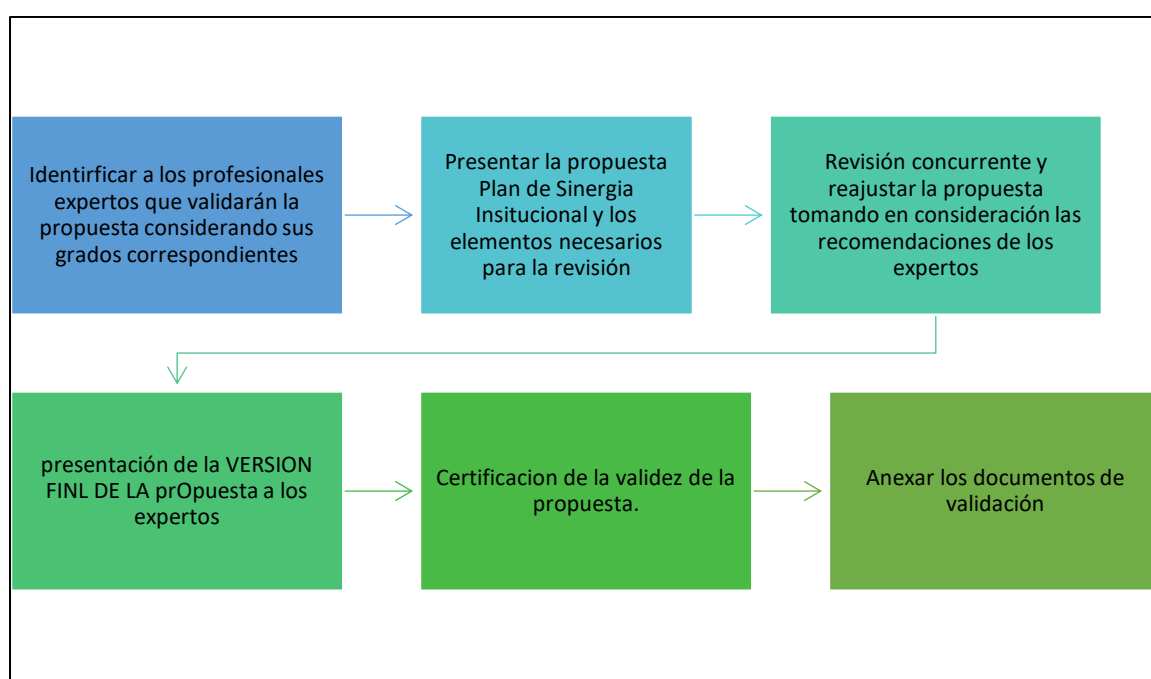 Identirficar a los profesionales
expertos que validarán la
propuesta considerando sus
grados correspondientes
Presentar la propuesta
Plan de Sinergia
Insitucional y los
elementos necesarios
para la revisión
Revisión concurrente y
reajustar la propuesta
tomando en consideración las
recomendaciones de los
expertos
presentación de la VERSION
FINL DE LA prOpuesta a los
expertos
Certificacion de la validez de la
propuesta.
Anexar los documentos de
validación